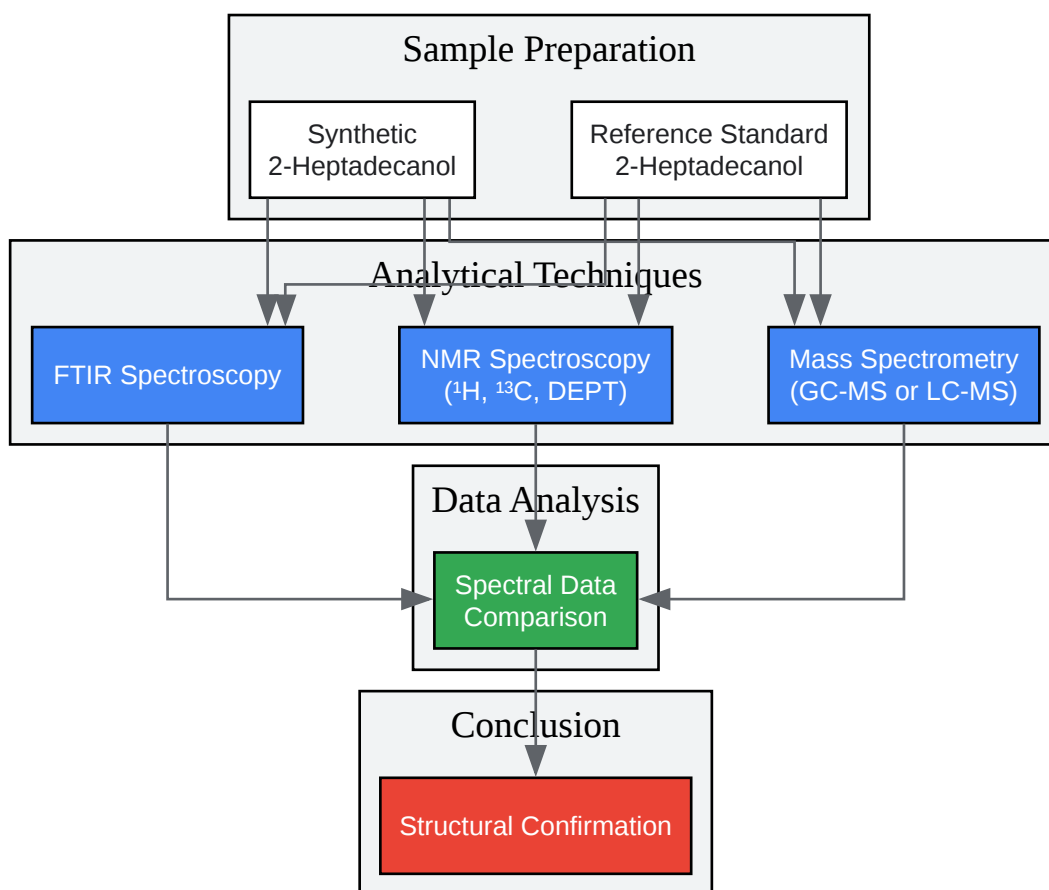 Sample Preparation
Synthetic
2-Heptadecanol
Reference Standard
2-Heptadecanol
Analytical Techniques
FTIR Spectroscopy
NMR Spectroscopy
(¹H, ¹³C, DEPT)
Mass Spectrometry
(GC-MS or LC-MS)
Data Analysis
Spectral Data
Comparison
Conclusion
Structural Confirmation